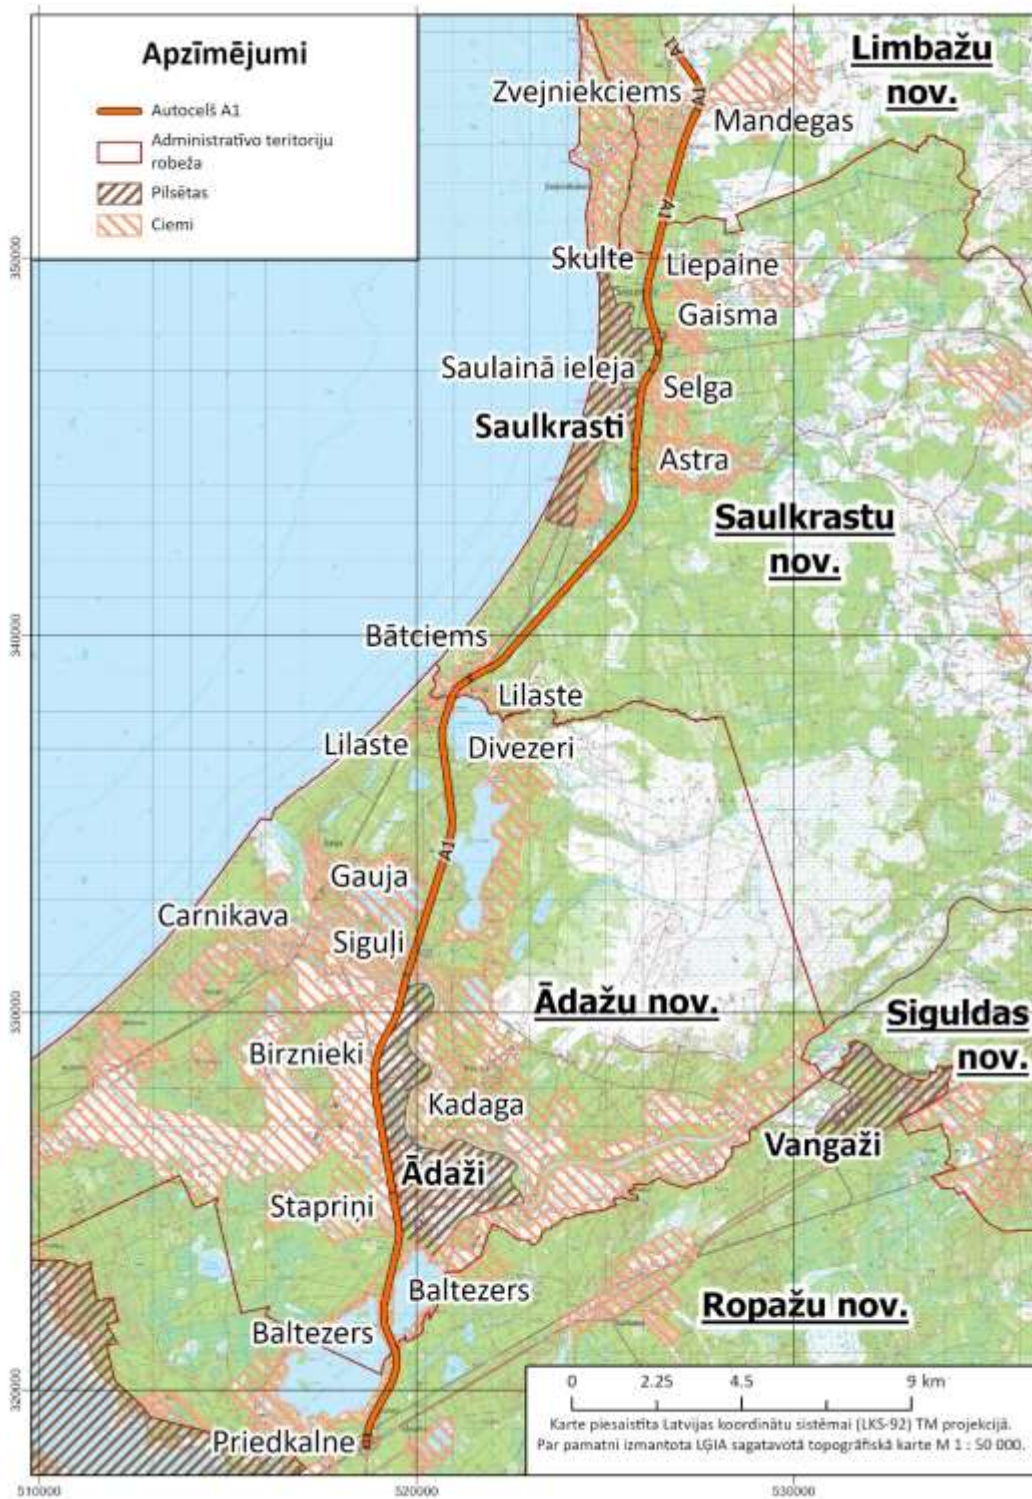 Apzīmējumi
Autoceļš A1
Administratīvo teritoriju
robeža
Pilsētas
Ciemi
A1
A1
Limbažu
nov.
Zvejniekciems
Mandegas
A1
Skulte
Liepaine
Gaisma
Saulainā ieleja
Selga
Saulkrasti
Astra
Saulkrastu
nov.
Bātciems
Lilaste
Lilaste
Divezeri
A1
Gauja
Carnikava
Siguļi
Ādažu nov.
Siguldas
nov.
Birznieki
Kadaga
Vangaži
Ādaži
Stapriņi
Baltezers
Ropažu nov.
Baltezers
Priedkalne
350000
340000
330000
320000
510000
520000
530000
0 2.25 4.5 9 km
Karte piesaistīta Latvijas koordinātu sistēmai (LKS-92) TM projekcijā.
Par pamatni izmantota LĢIA sagatavotā topogrāfiskā karte M 1 : 50 000.